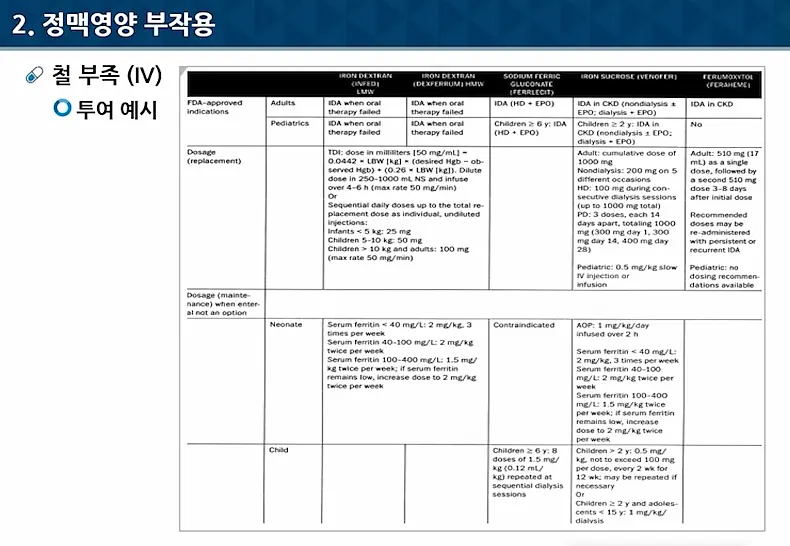 2. 정맥영양 부작용
철 부족 (IV)
투여 예시
IRON DEXTRAN
(INFED)
LMW
IRON DEXTRAN
(DEXFERRUM) HMW
SODIUM FERRIC
GLUCONATE
(FERRLECIT)
IRON SUCROSE (VENOFER)
FERUMOXYTOL
(FERAHEME)
FDA-approved
indications
Adults
IDA when oral
therapy failed
IDA when oral
therapy failed
IDA (HD + EPO)
IDA in CKD (nondialysis ±
EPO; dialysis + EPO)
IDA in CKD
Pediatrics
IDA when oral
therapy failed
IDA when oral
therapy failed
Children ≥ 6 y: IDA
(HD + EPO)
Children ≥ 2 y: IDA in
CKD (nondialysis ± EPO;
dialysis + EPO)
No
Dosage
(replacement)
TDI: dose in milliliters [50 mg/mL] =
0.0442 × LBW [kg] × (desired Hgb – ob-
served Hgb) + (0.26 × LBW [kg]). Dilute
dose in 250–1000 mL NS and infuse
over 4–6 h (max rate 50 mg/min)
Or
Sequential daily doses up to the total re-
placement dose as individual, undiluted
injections:
Infants < 5 kg: 25 mg
Children 5–10 kg: 50 mg
Children > 10 kg and adults: 100 mg
(max rate 50 mg/min)
Adult: cumulative dose of
1000 mg
Nondialysis: 200 mg on 5
different occasions
HD: 100 mg during con-
secutive dialysis sessions
(up to 1000 mg total)
PD: 3 doses, each 14
days apart, totaling 1000
mg (300 mg day 1, 300
mg day 14, 400 mg day
28)
Pediatric: 0.5 mg/kg slow
IV injection or
infusion
Adult: 510 mg (17
mL) as a single
dose, followed by
a second 510 mg
dose 3–8 days
after initial dose
Recommended
doses may be
re-administered
with persistent or
recurrent IDA
Pediatric: no
dosing recommen-
dations available
Dosage (mainte-
nance) when enter-
al not an option
Neonate
Serum ferritin < 40 mg/L: 2 mg/kg, 3
times per week
Serum ferritin 40–100 mg/L: 2 mg/kg
twice per week
Serum ferritin 100–400 mg/L: 1.5 mg/
kg twice per week; if serum ferritin
remains low, increase dose to 2 mg/kg
twice per week
Contraindicated
AOP: 1 mg/kg/day
infused over 2 h
Serum ferritin < 40 mg/L:
2 mg/kg, 3 times per week
Serum ferritin 40–100
mg/L: 2 mg/kg twice per
week
Serum ferritin 100–400
mg/L: 1.5 mg/kg twice
per week; if serum ferritin
remains low, increase
dose to 2 mg/kg twice
per week
Child
Children ≥ 6 y: 8
doses of 1.5 mg/
kg (0.12 mL/
kg) repeated at
sequential dialysis
sessions
Children > 2 y: 0.5 mg/
kg, not to exceed 100 mg
per dose, every 2 wk for
12 wk; may be repeated if
necessary
Or
Children ≥ 2 y and adoles-
cents < 15 y: 1 mg/kg/
dialysis